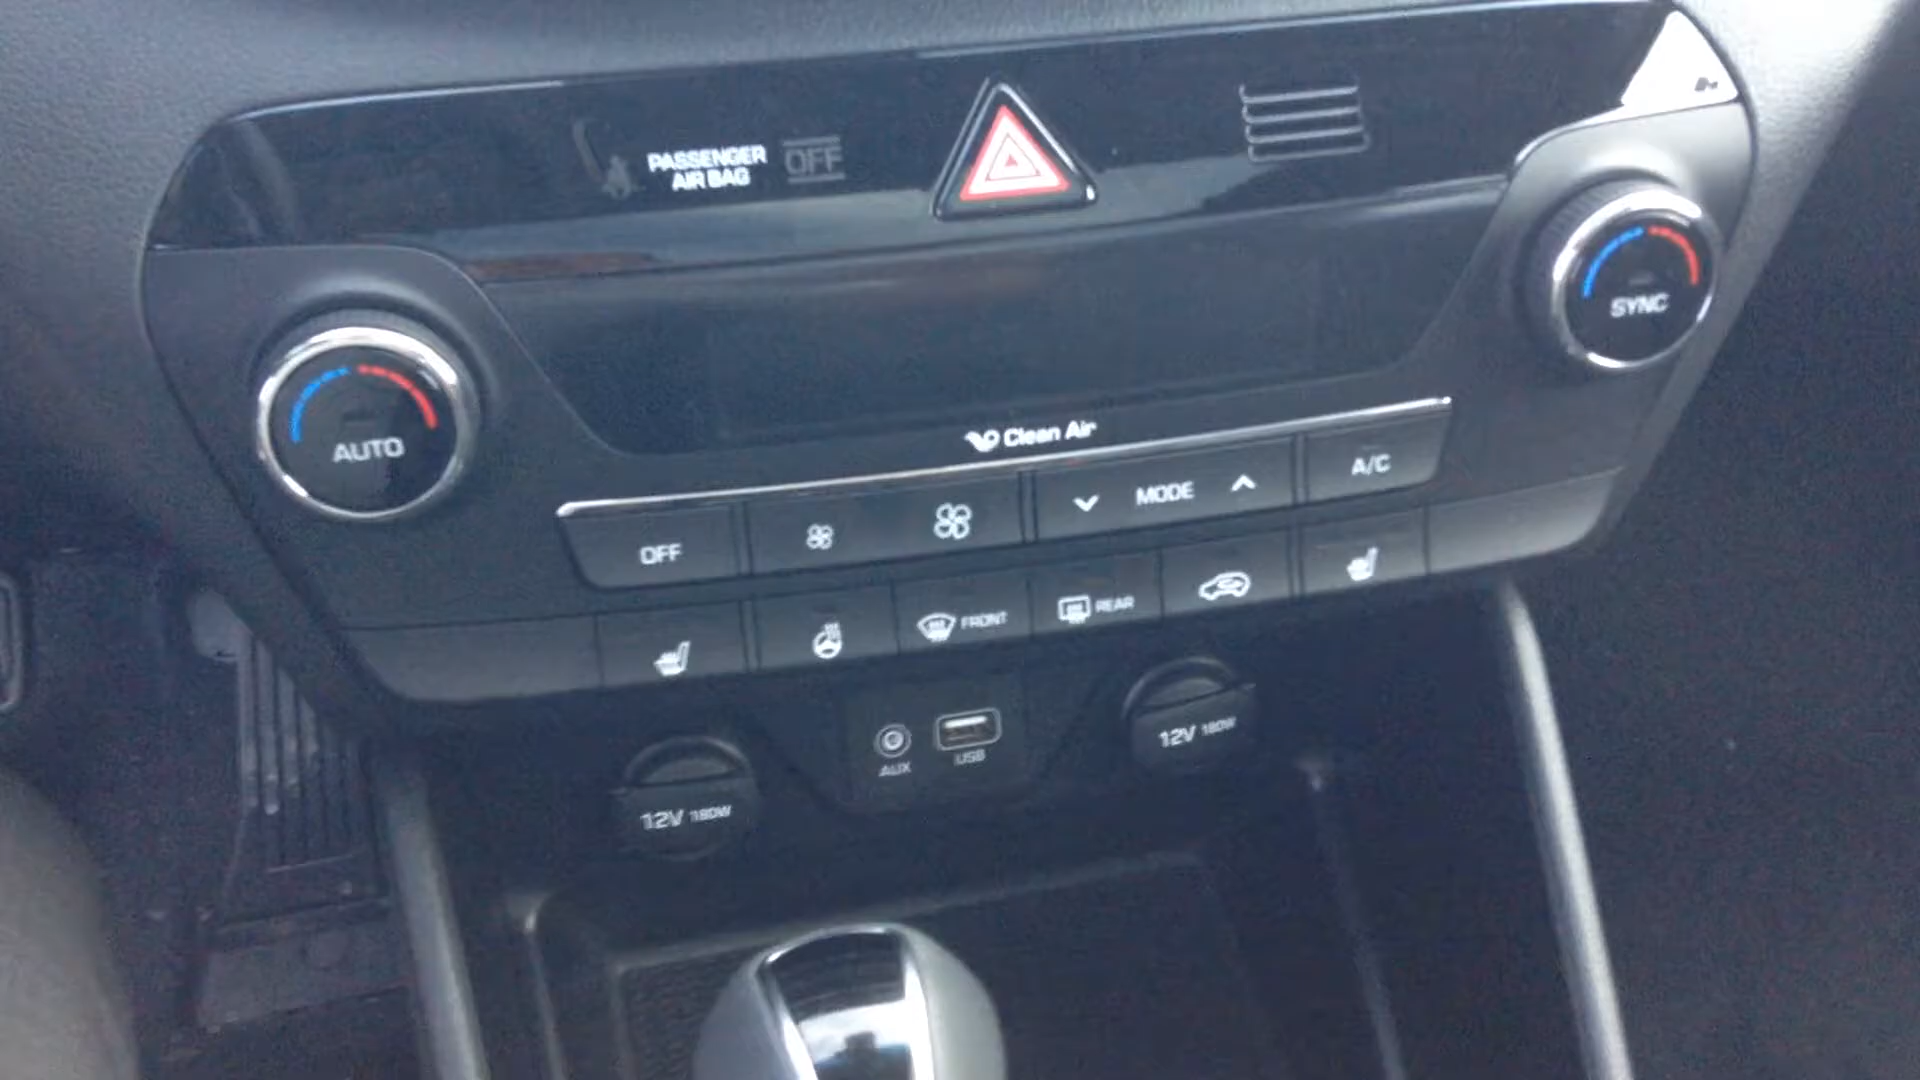 PASSENGER
AIR BAG
OFF
SYNC
AUTO
Clean Air
OFF
MODE
A/C
FRONT
REAR
AUX
USB
12V 180W
12V 180W